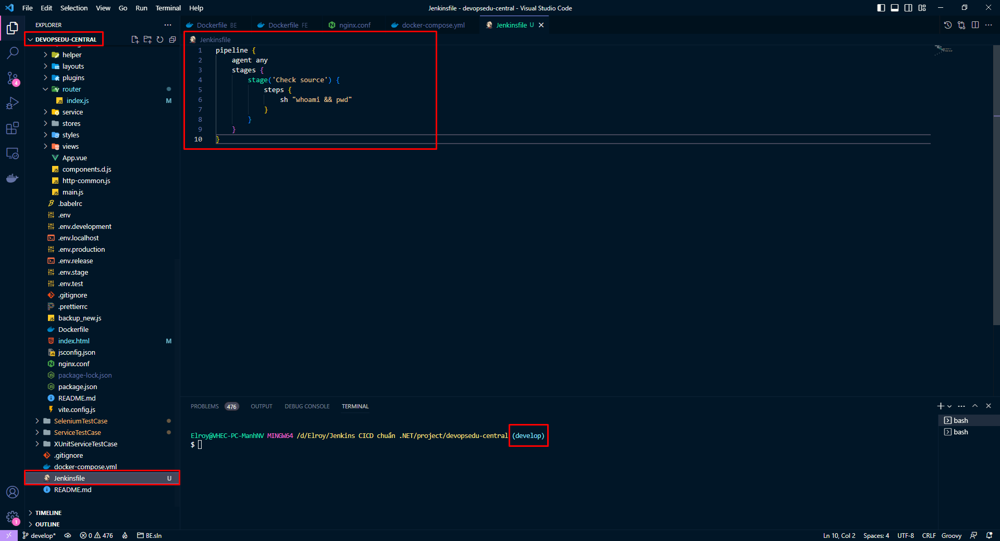 File Edit Selection View Go Run Terminal Help
Jenkinsfile - devopsedu-central - Visual Studio Code
EXPLORER
DEVOPSEDU-CENTRAL
helper
layouts
plugins
router
index.js M
service
stores
styles
views
App.vue
components.d.js
http-common.js
main.js
.babelrc
.env
.env.development
.env.localhost
.env.production
.env.release
.env.stage
.env.test
.gitignore
.prettierrc
backup_new.js
Dockerfile
index.html M
jsconfig.json
nginx.conf
package-lock.json
package.json
README.md
vite.config.js
SeleniumTestCase
ServiceTestCase
XUnitServiceTestCase
.gitignore
docker-compose.yml
Jenkinsfile U
README.md
TIMELINE
OUTLINE
4
1
Dockerfile BE
Dockerfile FE
nginx.conf
docker-compose.yml
Jenkinsfile U
Jenkinsfile
1 pipeline {
2 agent any
3 stages {
4 stage('Check source') {
5 steps {
6 sh "whoami && pwd"
7 }
8 }
9 }
10 }
PROBLEMS 476 OUTPUT DEBUG CONSOLE TERMINAL
Elroy@VHEC-PC-ManhNV MINGW64 /d/Elroy/Jenkins CICD chuẩn .NET/project/devopsedu-central (develop)
$
bash
bash
develop* 0 476 BE.sln
Ln 10, Col 2 Spaces: 4 UTF-8 CRLF Groovy